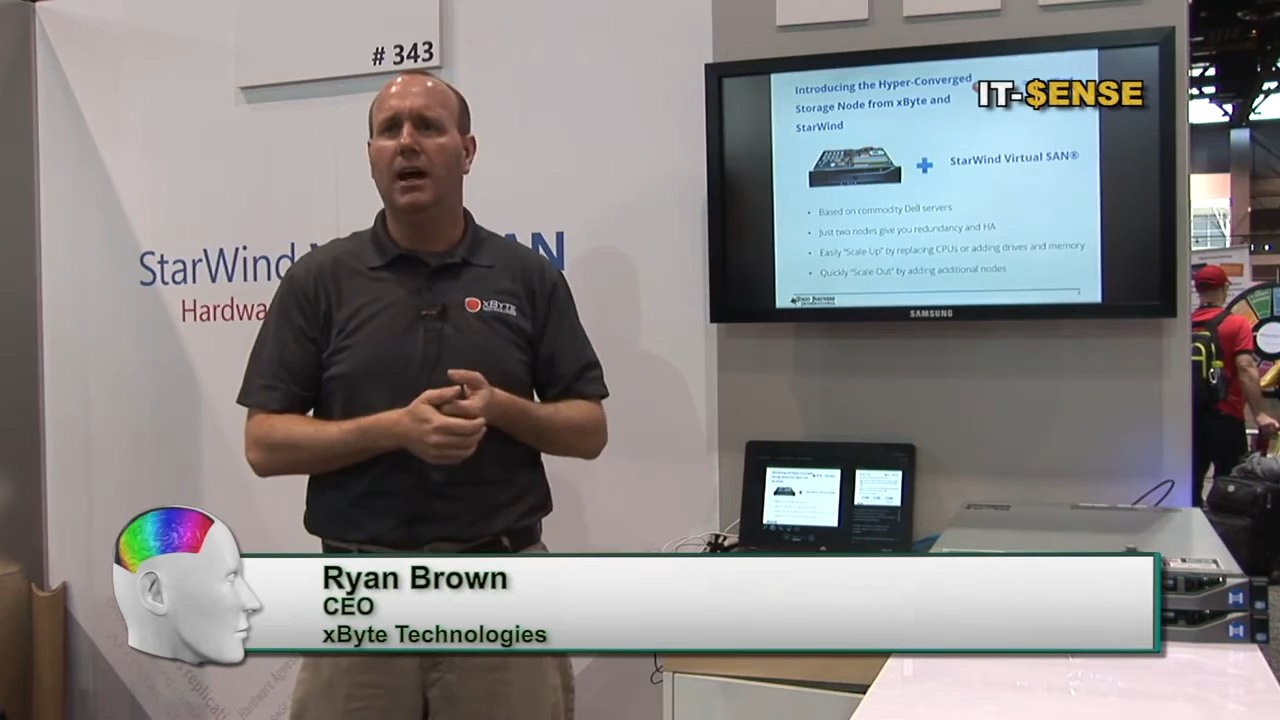 # 343
StarWind
AN
Hardwa
xByte
Introducing the Hyper-Converged
Storage Node from xByte and
StarWind
IT-$ENSE
StarWind Virtual SAN®
• Based on commodity Dell servers
• Just two nodes give you redundancy and HA
• Easily "Scale-Up" by replacing CPUs or adding drives and memory
• Quickly "Scale-Out" by adding additional nodes
SAMSUNG
Ryan Brown
CEO
xByte Technologies